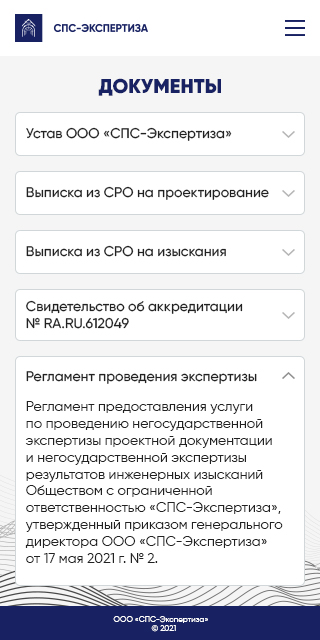 СПС-ЭКСПЕРТИЗА
ДОКУМЕНТЫ
Устав ООО «СПС-Экспертиза»
Выписка из СРО на проектирование
Выписка из СРО на изыскания
Свидетельство об аккредитации
№ RA.RU.612049
Регламент проведения экспертизы
Регламент предоставления услуги
по проведению негосударственной
экспертизы проектной документации
и негосударственной экспертизы
результатов инженерных изысканий
Обществом с ограниченной
ответственностью «СПС-Экспертиза»,
утвержденный приказом генерального
директора ООО «СПС-Экспертиза»
от 17 мая 2021 г. № 2.
ООО «СПС-Экспертиза»
© 2021